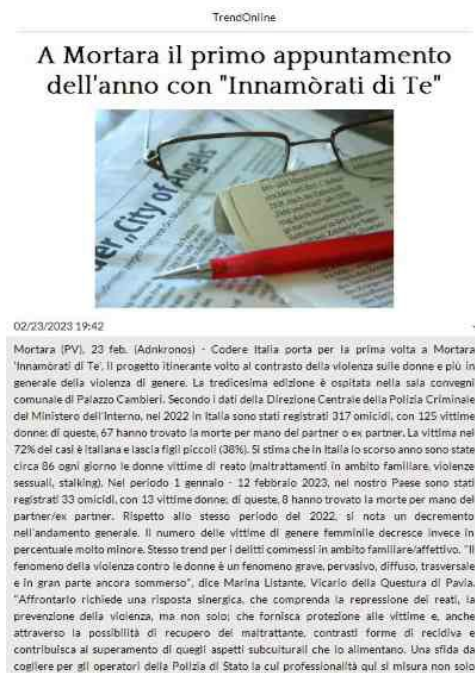 TrendOnline
A Mortara il primo appuntamento
dell'anno con "Innamòrati di Te"
der „City of Angels"
02/23/2023 19:42
Mortara (PV), 23 feb. (Adnkronos) - Codere Italia porta per la prima volta a Mortara
'Innamòrati di Te', il progetto itinerante volto al contrasto della violenza sulle donne e più in
generale della violenza di genere. La tredicesima edizione è ospitata nella sala convegni
comunale di Palazzo Cambieri. Secondo i dati della Direzione Centrale della Polizia Criminale
del Ministero dell'Interno, nel 2022 in Italia sono stati registrati 317 omicidi, con 125 vittime
donne: di queste, 67 hanno trovato la morte per mano del partner o ex partner. La vittima nel
72% dei casi è italiana e lascia figli piccoli (38%). Si stima che in Italia lo scorso anno sono state
circa 86 ogni giorno le donne vittime di reato (maltrattamenti in ambito familiare, violenze
sessuali, stalking). Nel periodo 1 gennaio - 12 febbraio 2023, nel nostro Paese sono stati
registrati 33 omicidi, con 13 vittime donne; di queste, 8 hanno trovato la morte per mano del
partner/ex partner. Rispetto allo stesso periodo del 2022, si nota un decremento
nell'andamento generale. Il numero delle vittime di genere femminile decresce invece in
percentuale molto minore. Stesso trend per i delitti commessi in ambito familiare/affettivo. "Il
fenomeno della violenza contro le donne è un fenomeno grave, pervasivo, diffuso, trasversale
e in gran parte ancora sommerso", dice Marina Listante, Vicario della Questura di Pavia.
"Affrontarlo richiede una risposta sinergica, che comprenda la repressione dei reati, la
prevenzione della violenza, ma non solo; che fornisca protezione alle vittime e, anche
attraverso la possibilità di recupero del maltrattante, contrasti forme di recidiva e
contribuisca al superamento di quegli aspetti subculturali che lo alimentano. Una sfida da
cogliere per gli operatori della Polizia di Stato la cui professionalità qui si misura non solo